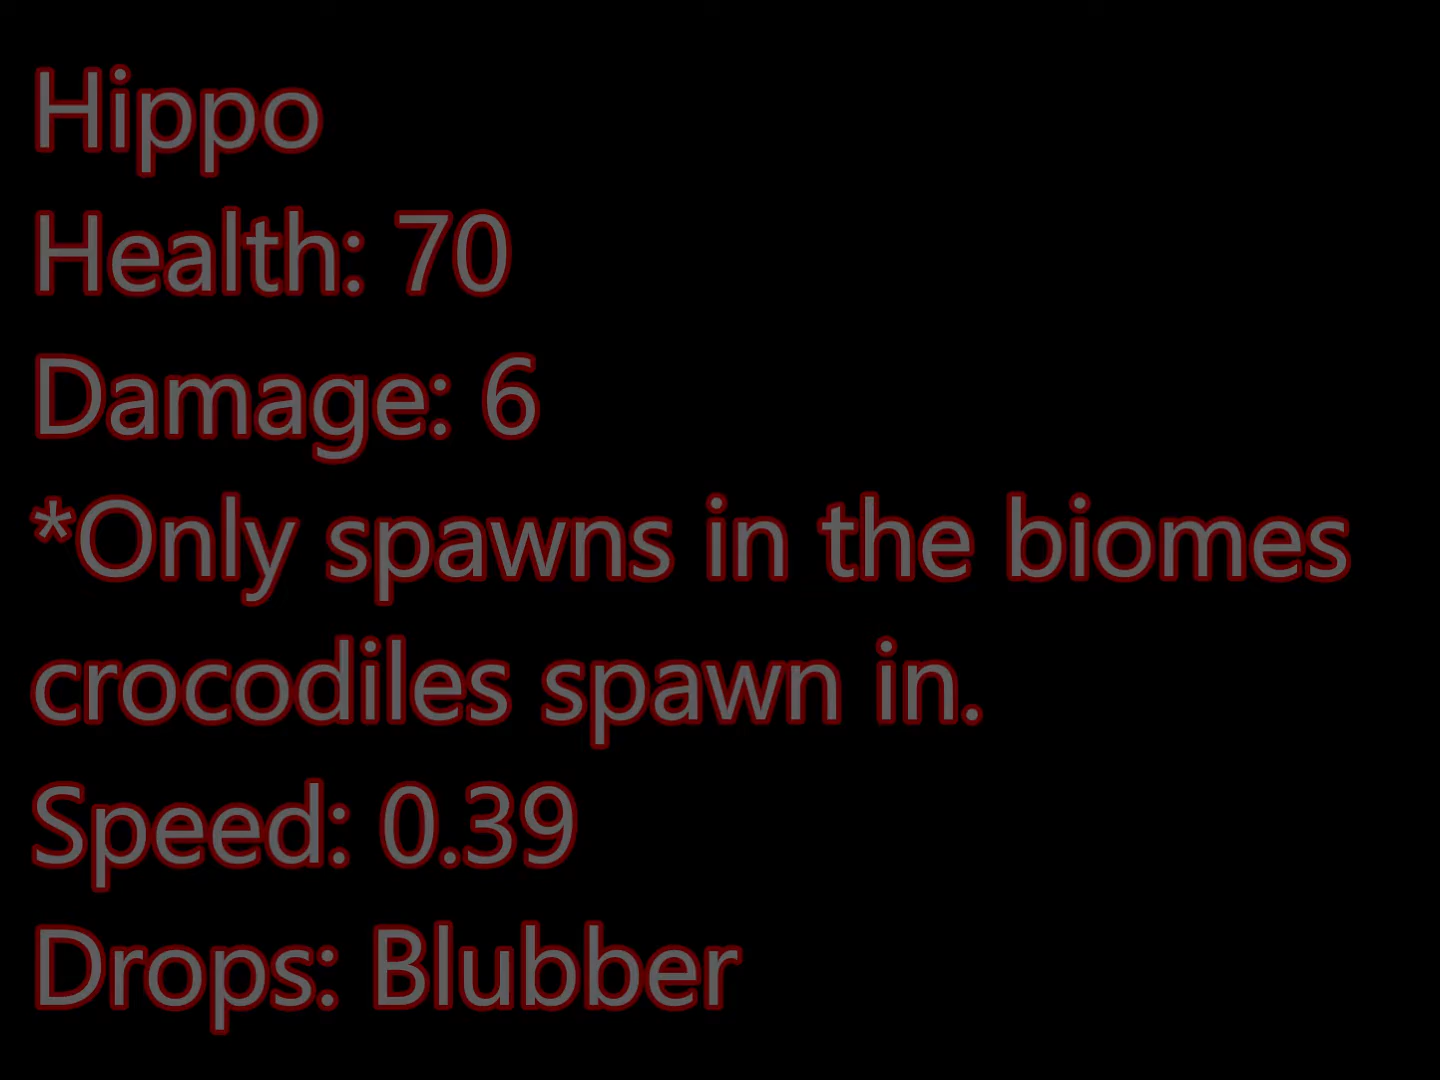 Hippo
Health: 70
Damage: 6
*Only spawns in the biomes
crocodiles spawn in.
Speed: 0.39
Drops: Blubber